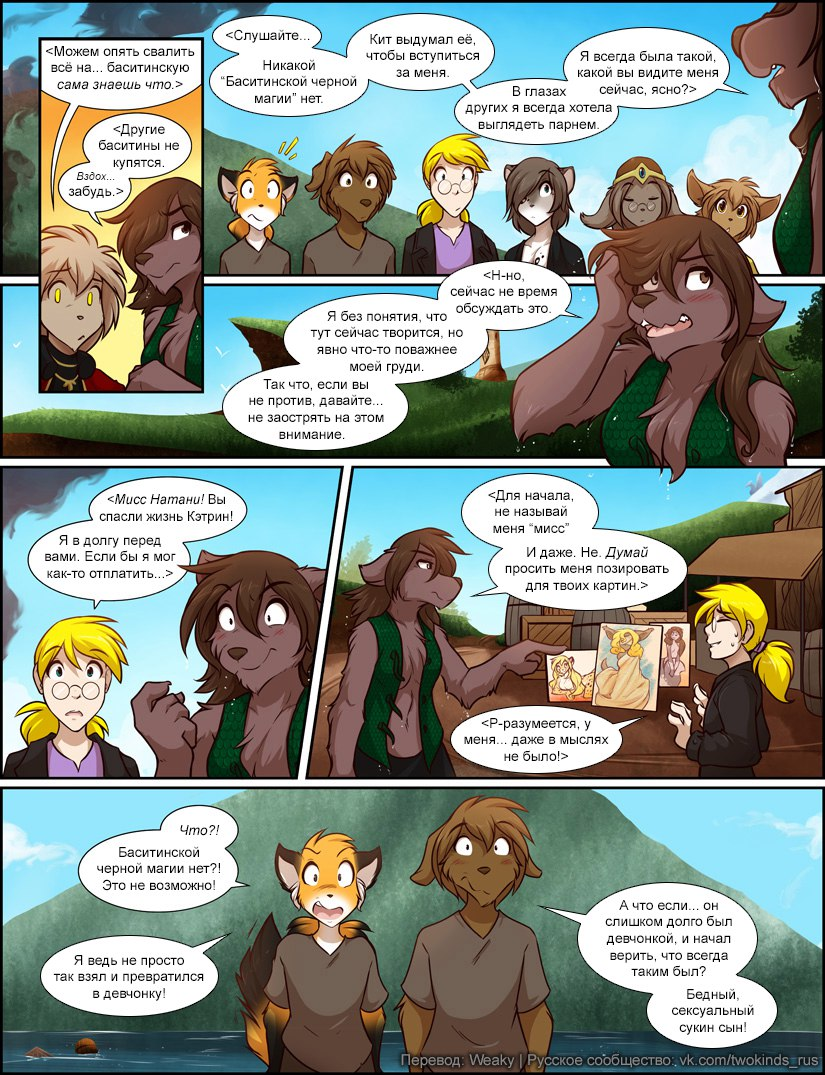 <Можем опять свалить
всё на... баситинскую
сама знаешь что.>
<Другие
баситины не
купятся.
Вздох...
забудь.>
<Слушайте...
Никакой
“Баситинской черной
магии” нет.
Кит выдумал её,
чтобы вступиться
за меня.
В глазах
других я всегда хотела
выглядеть парнем.
Я всегда была такой,
какой вы видите меня
сейчас, ясно?>
<Н-но,
сейчас не время
обсуждать это.
Я без понятия, что
тут сейчас творится, но
явно что-то поважнее
моей груди.
Так что, если вы
не против, давайте...
не заострять на этом
внимание.
<Мисс Натани! Вы
спасли жизнь Кэтрин!
Я в долгу перед
вами. Если бы я мог
как-то отплатить...>
<Для начала,
не называй
меня “мисс”
И даже. Не. Думай
просить меня позировать
для твоих картин.>
<Р-разумеется, у
меня... даже в мыслях
не было!>
Что?!
Баситинской
черной магии нет?!
Это не возможно!
Я ведь не просто
так взял и превратился
в девчонку!
А что если... он
слишком долго был
девчонкой, и начал
верить, что всегда
таким был?
Бедный,
сексуальный
сукин сын!
Перевод: Weaky | Русское сообщество: vk.com/twokinds_rus